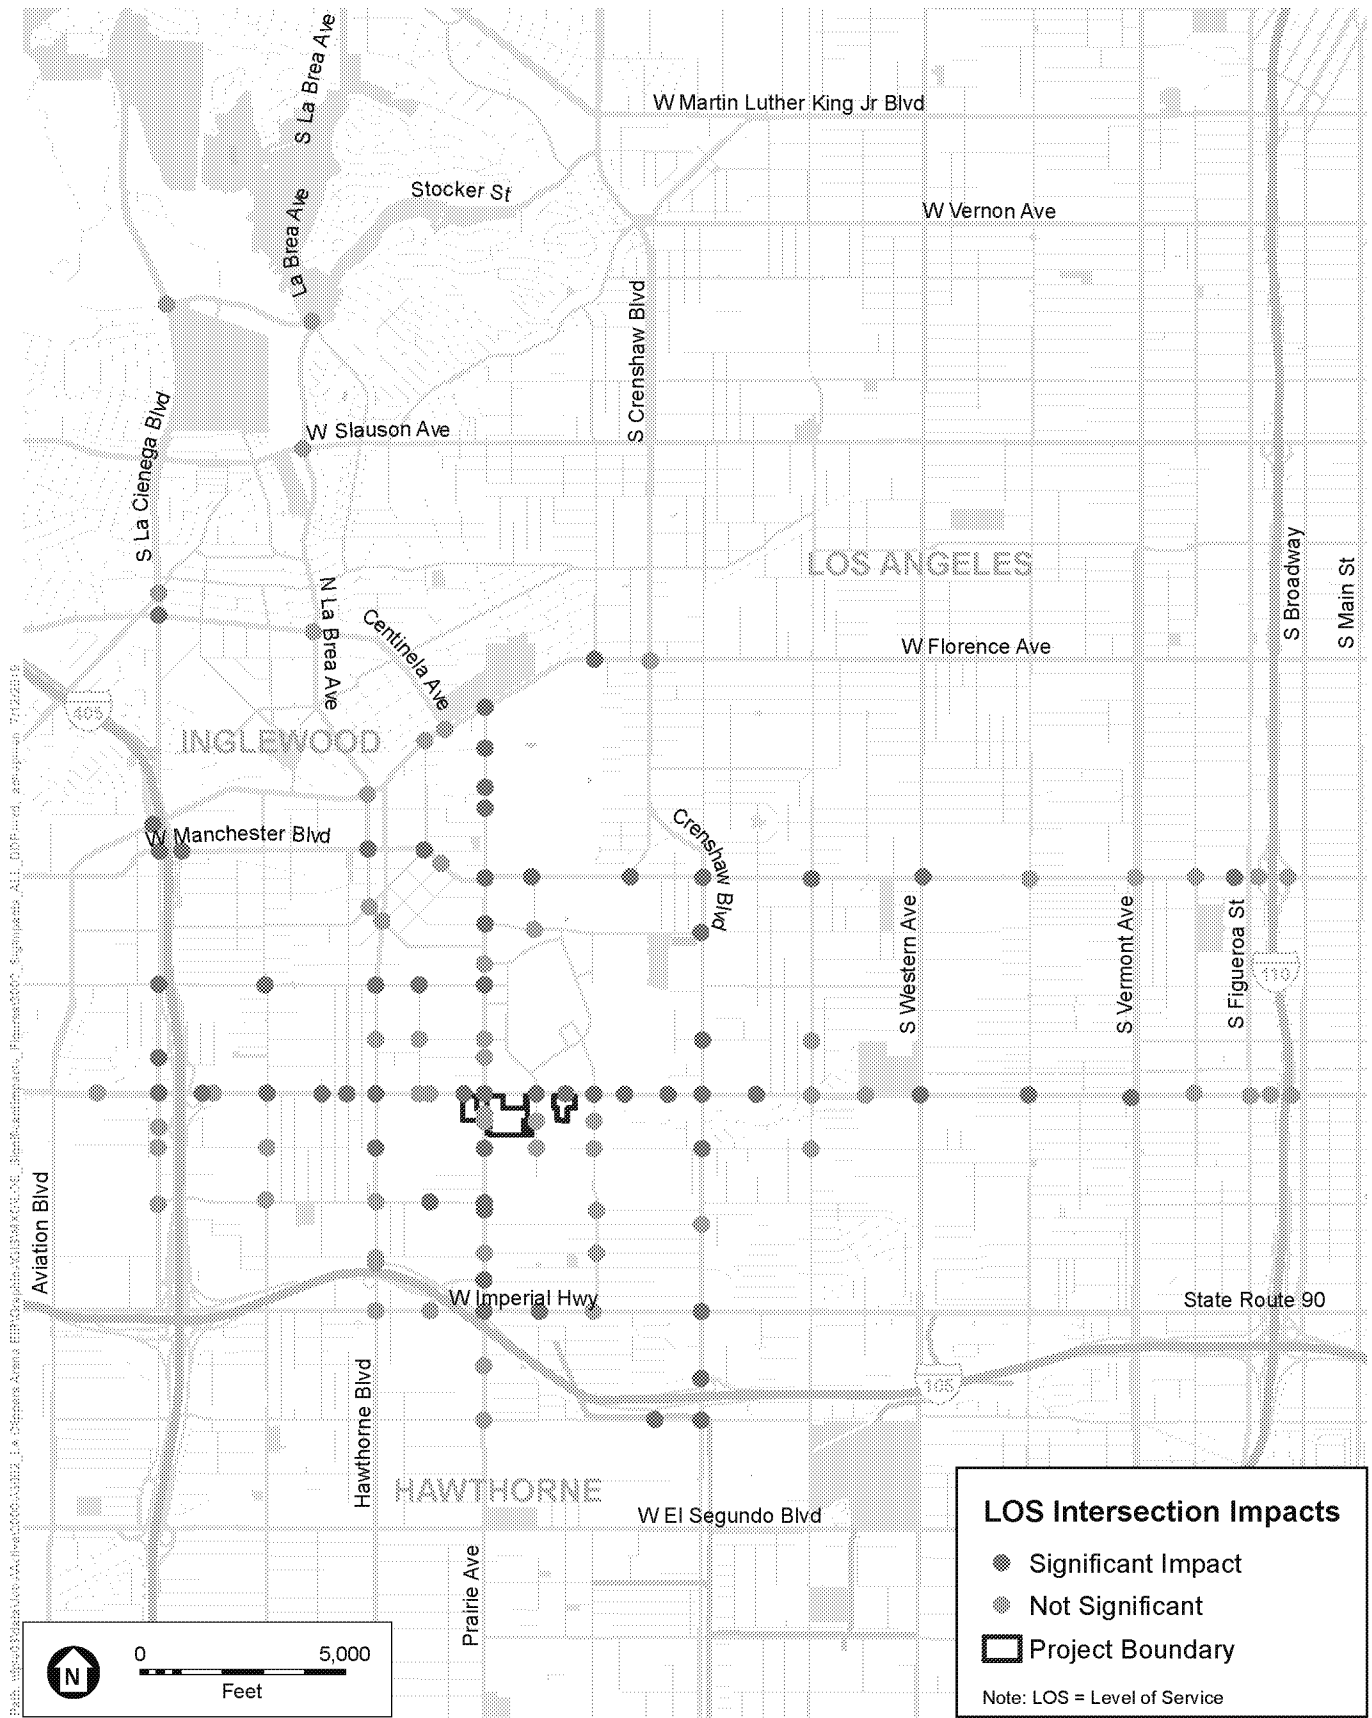 S La Brea Ave
W Martin Luther King Jr Blvd
Stocker St
La Brea Ave
W Vernon Ave
S Crenshaw Blvd
S La Cienega Blvd
W Slauson Ave
LOS ANGELES
S Broadway
S Main St
N La Brea Ave
Centinela Ave
W Florence Ave
405
INGLEWOOD
W Manchester Blvd
Crenshaw Blvd
S Western Ave
S Vermont Ave
S Figueroa St
110
Aviation Blvd
W Imperial Hwy
State Route 90
105
Hawthorne Blvd
HAWTHORNE
W El Segundo Blvd
Prairie Ave
LOS Intersection Impacts
Significant Impact
Not Significant
Project Boundary
Note: LOS = Level of Service
N
0 5,000
Feet